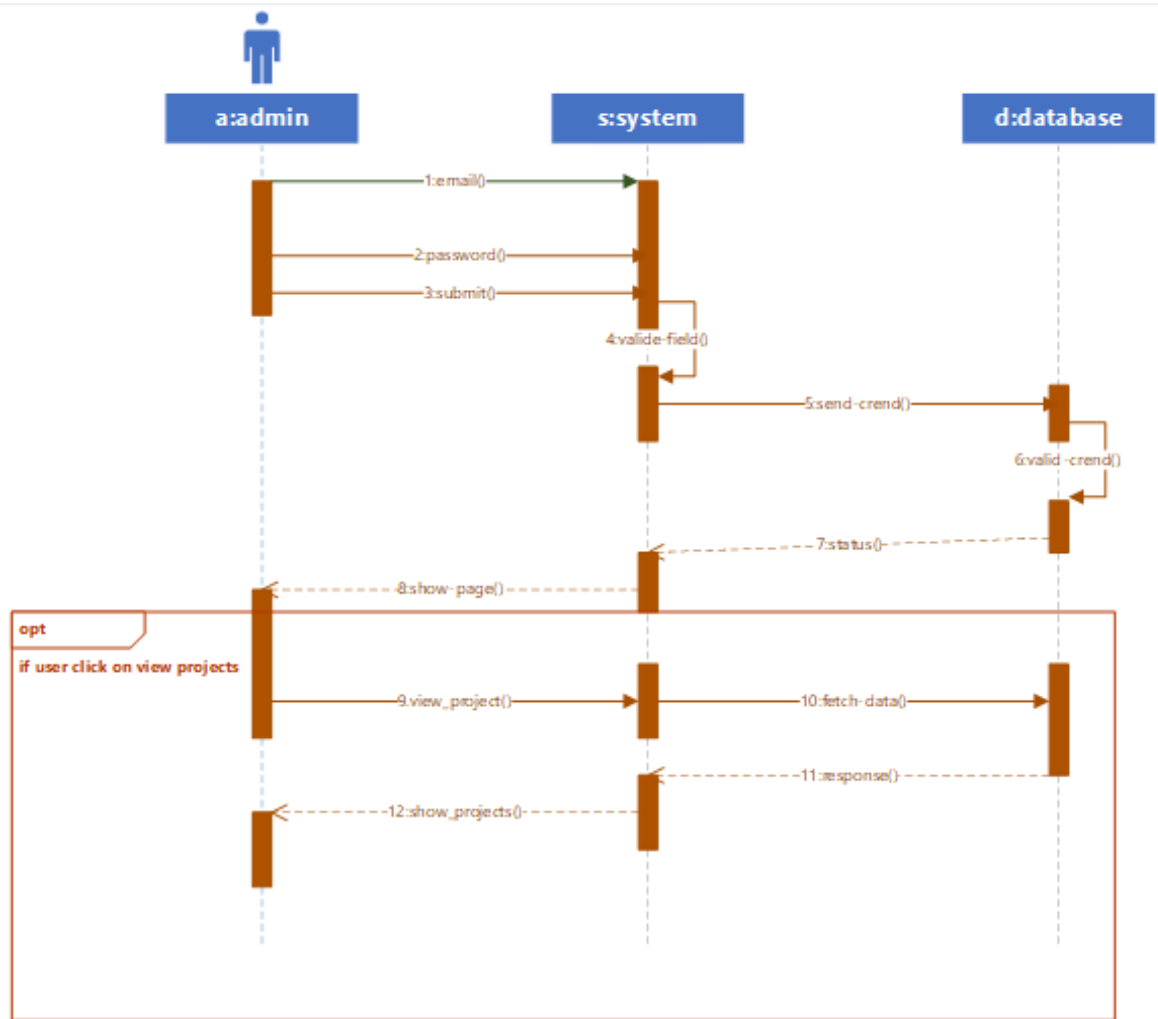 a:admin
s:system
d:database
1:email()
2:password()
3:submit()
4:valide-field()
5:send-crend()
6:valid -crend()
7:status()
8:show-page()
opt
if user click on view projects
9.view_project()
10:fetch-data()
11:response()
12:show_projects()